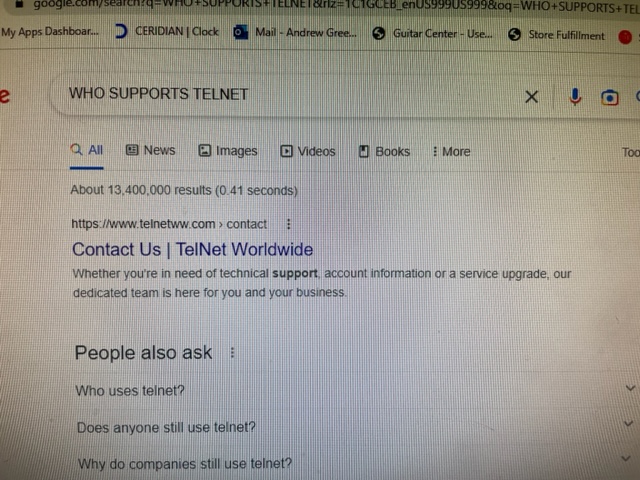 google.com/search?q=WHO+SUPPORTS+TELNET&rlz=1C1GCEB_enUS999US999&oq=WHO+SUPPORTS+TEL
My Apps Dashboar... CERIDIAN | Clock Mail - Andrew Gree... Guitar Center - Use... Store Fulfillment
e WHO SUPPORTS TELNET
All News Images Videos Books More Too
About 13,400,000 results (0.41 seconds)
https://www.telnetww.com › contact
Contact Us | TelNet Worldwide
Whether you're in need of technical support, account information or a service upgrade, our
dedicated team is here for you and your business.
People also ask
Who uses telnet?
Does anyone still use telnet?
Why do companies still use telnet?